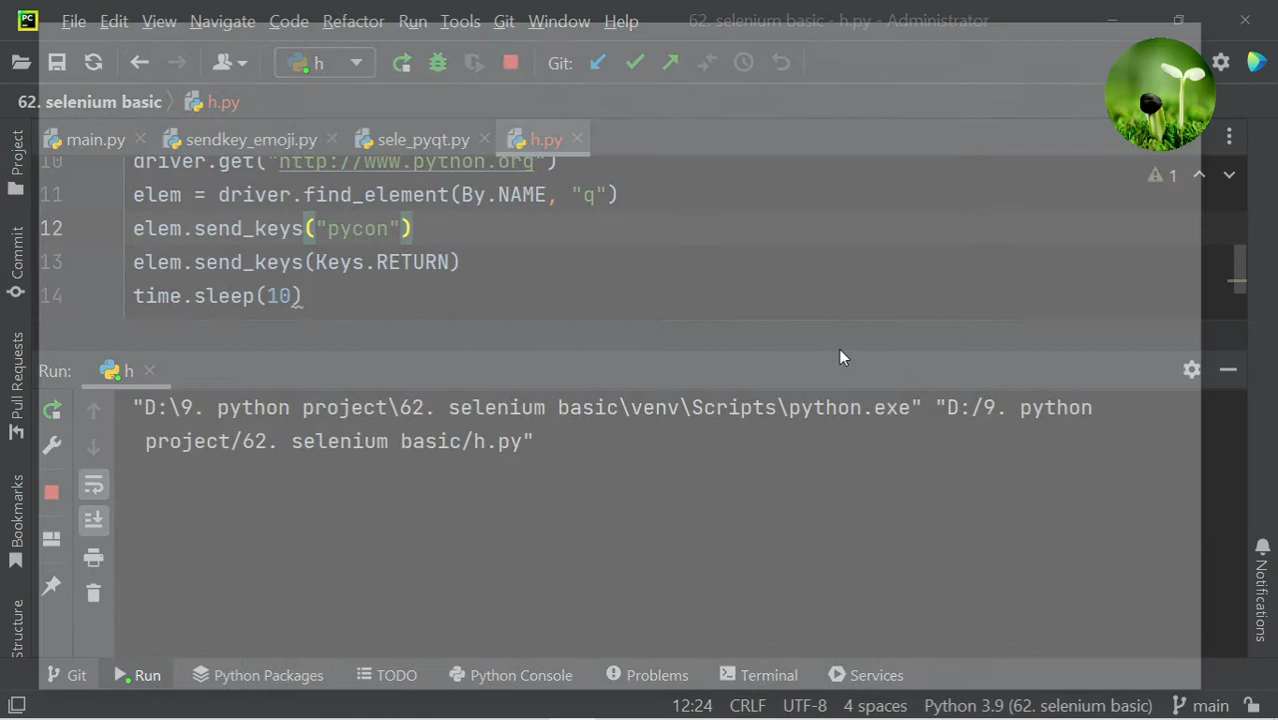 PC File Edit View Navigate Code Refactor Run Tools Git Window Help 62. selenium basic - h.py - Administrator
h Git:
62. selenium basic h.py
main.py sendkey_emoji.py sele_pyqt.py h.py
10 driver.get("http://www.python.org")
11 elem = driver.find_element(By.NAME, "q")
1
12 elem.send_keys("pycon")
13 elem.send_keys(Keys.RETURN)
14 time.sleep(10)
Project
Commit
Pull Requests
Bookmarks
Structure
Run: h
"D:\9. python project\62. selenium basic\venv\Scripts\python.exe" "D:/9. python
project/62. selenium basic/h.py"
Notifications
Git Run Python Packages TODO Python Console Problems Terminal Services
12:24 CRLF UTF-8 4 spaces Python 3.9 (62. selenium basic) main